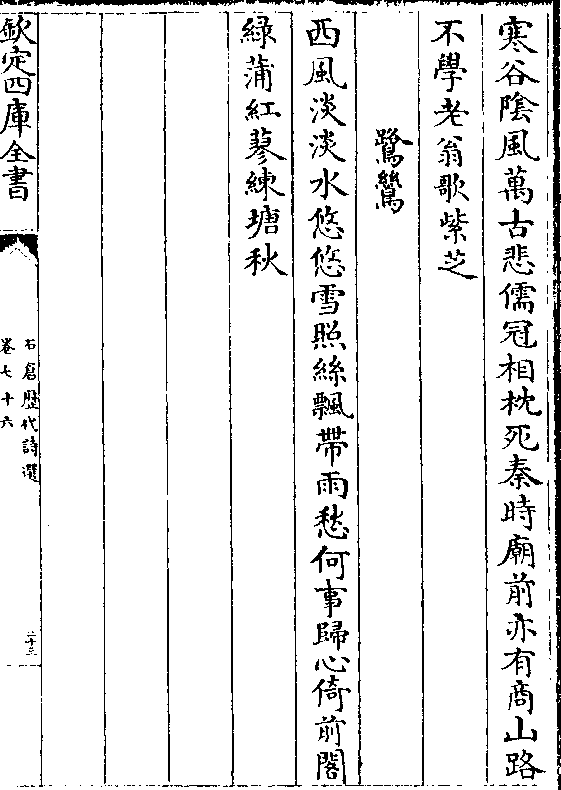 寒谷陰風萬古悲儒冠相枕死秦時廟前亦有商山路
不學老翁歌紫芝
鷺鷥
西風淡淡水悠悠雪照絲飄帶雨愁何事歸心倚前閣
綠蒲紅蓼練塘秋
欽定四庫全書
石倉歷代詩選
卷七十六
二十三